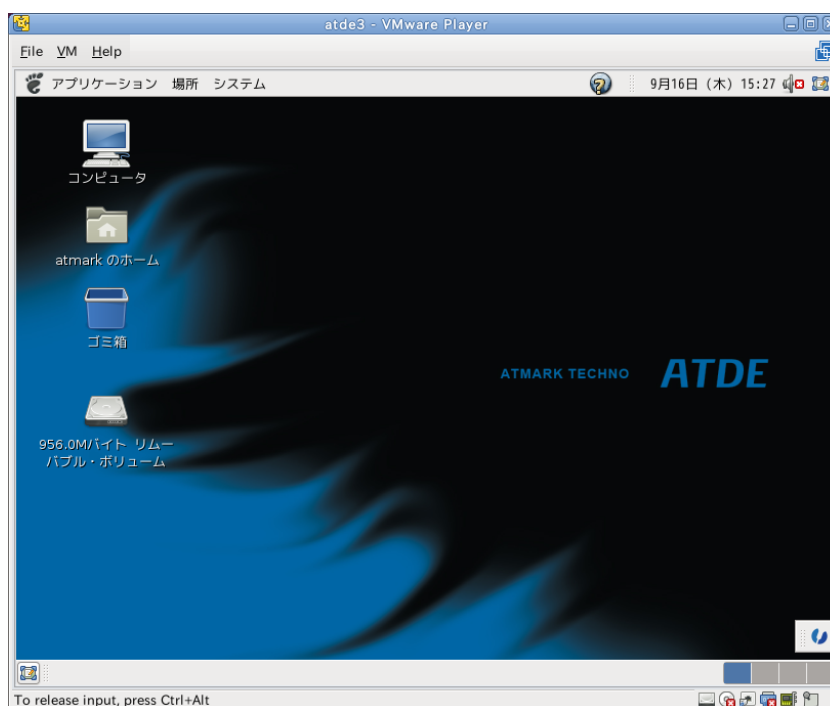 atde3 - VMware Player
File VM Help
アプリケーション 場所 システム 9月16日 (木) 15:27
コンピュータ
atmark のホーム
ゴミ箱
ATMARK TECHNO ATDE
956.0Mバイト リムー
バブル・ボリューム
To release input, press Ctrl+Alt